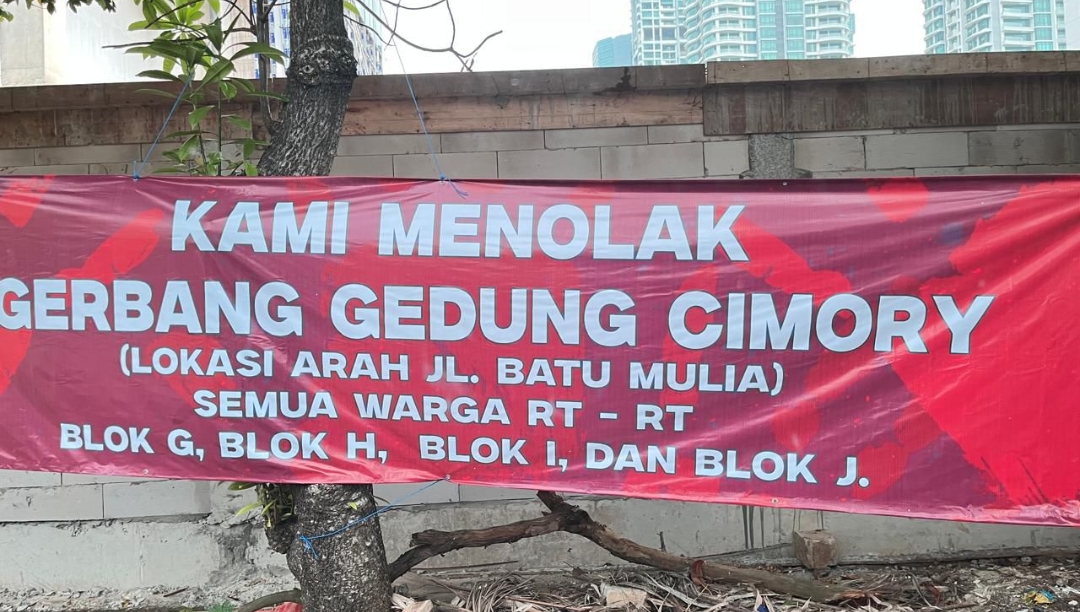 KAMI MENOLAK
GERBANG GEDUNG CIMORY
(LOKASI ARAH JL. BATU MULIA)
SEMUA WARGA RT - RT
BLOK G, BLOK H, BLOK I, DAN BLOK J.